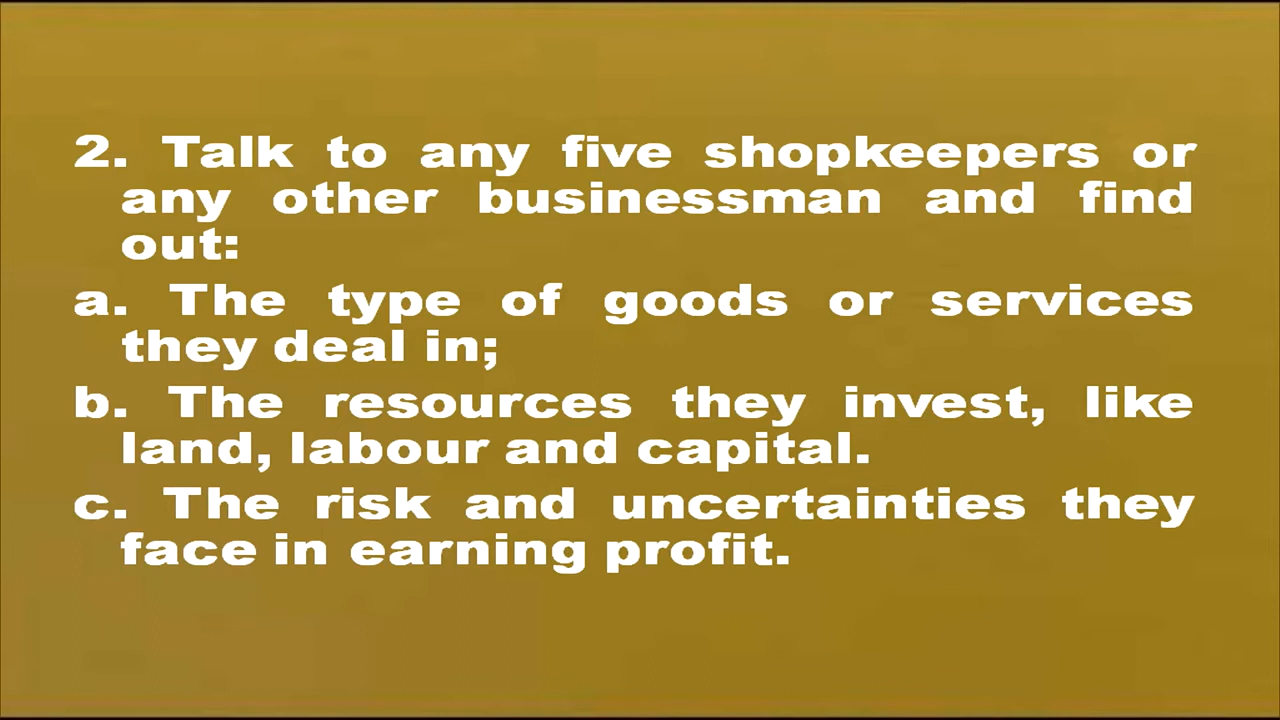 2. Talk to any five shopkeepers or
any other businessman and find
out:
a. The type of goods or services
they deal in;
b. The resources they invest, like
land, labour and capital.
c. The risk and uncertainties they
face in earning profit.